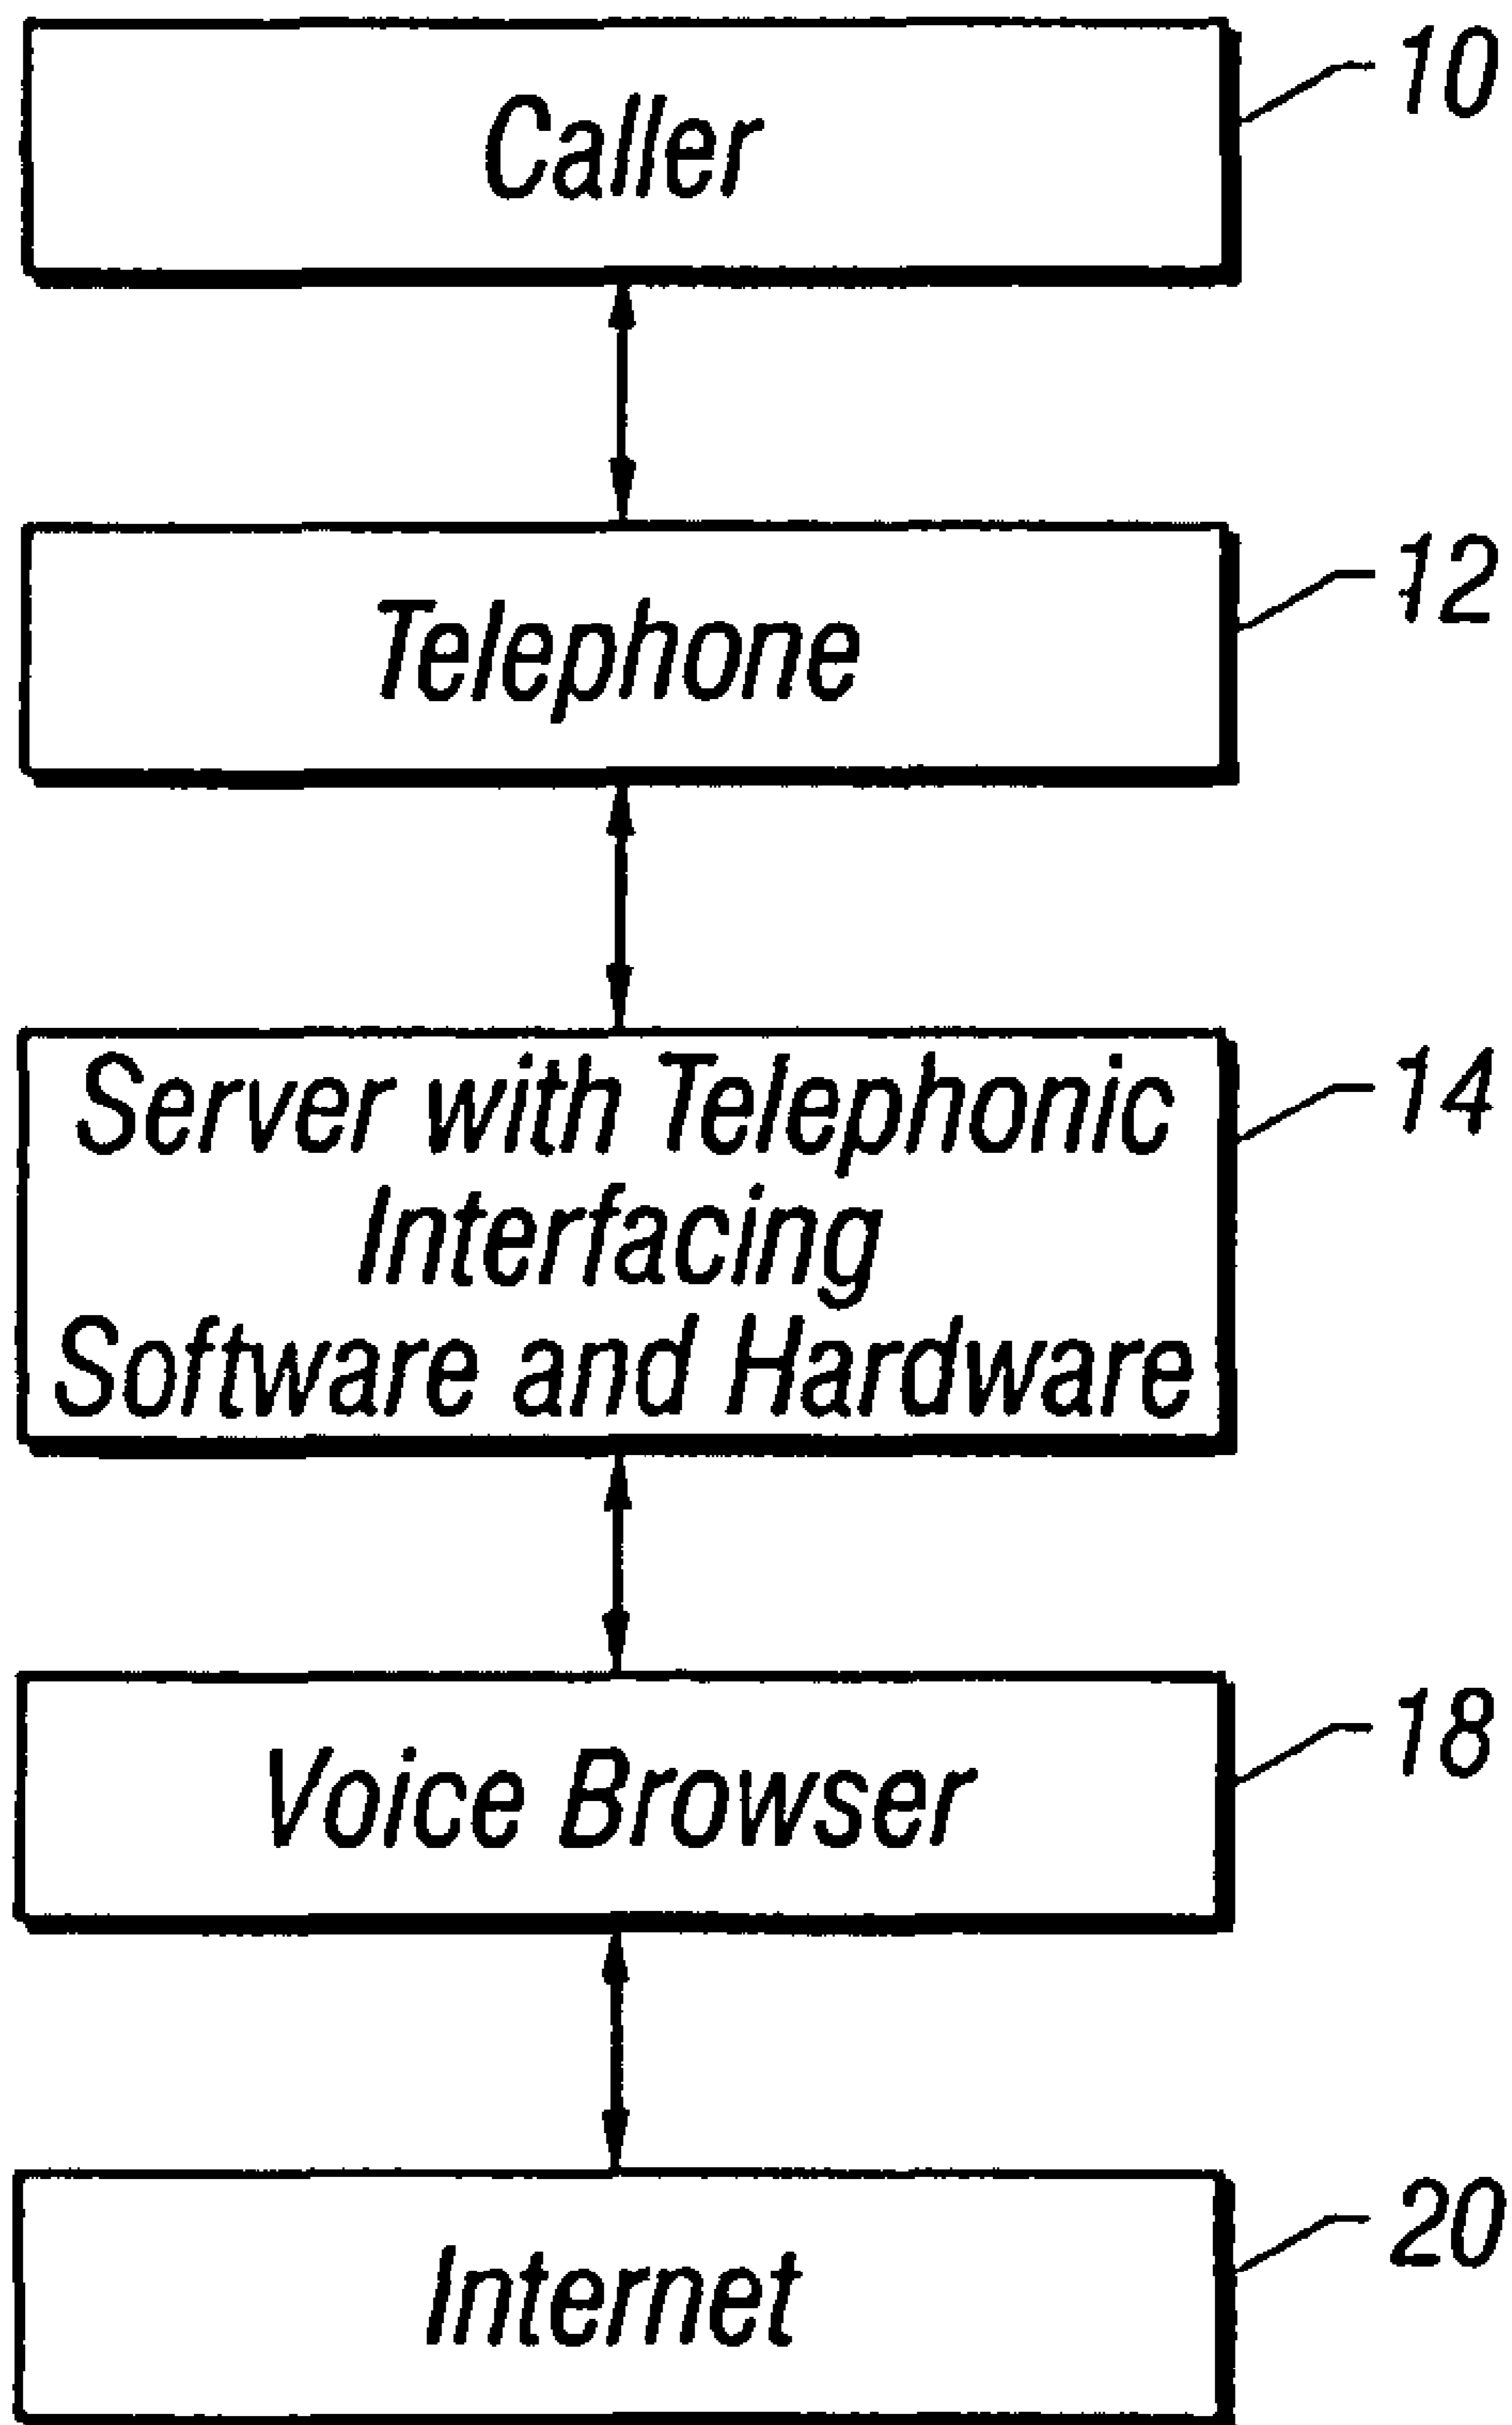 Caller
10
Telephone
12
Server with Telephonic
Interfacing
Software and Hardware
14
Voice Browser
18
Internet
20